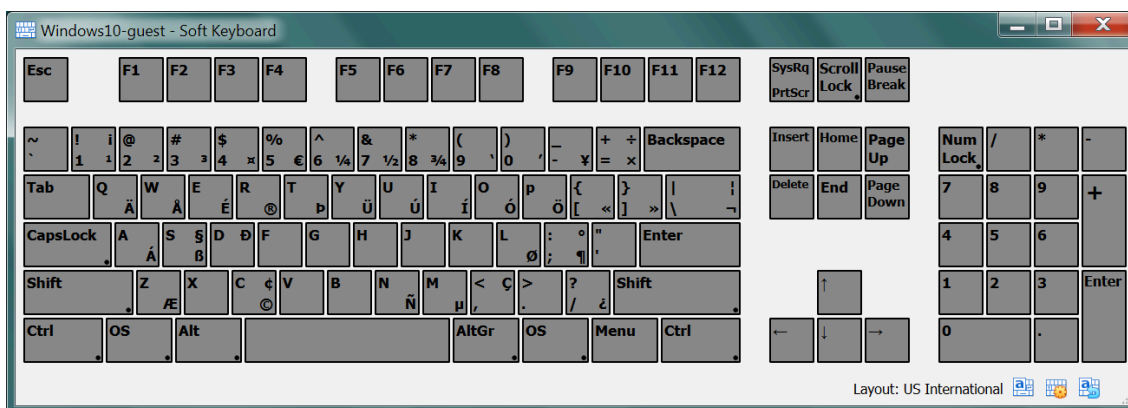 Windows10-guest - Soft Keyboard
Esc F1 F2 F3 F4 F5 F6 F7 F8 F9 F10 F11 F12 SysRq Scroll Pause
PrtScr Lock Break
~ ! ¡ @ # $ % ^ & * ( ) _ + ÷ Backspace Insert Home Page Num / * -
` 1 ¹ 2 ² 3 ³ 4 ¤ 5 € 6 ¼ 7 ½ 8 ¾ 9 ‘ 0 ’ - ¥ = × Up Lock
Tab Q W E R T Y U I O p { } | ¦ Delete End Page 7 8 9 +
Ä Å É ® Þ Ü Ú Í Ó Ö [ « ] » \ ¬ Down
CapsLock A S § D Ð F G H J K L : ° " Enter 4 5 6
Á ß Ø ; ¶ '
Shift Z X C ¢ V B N M < Ç > ? Shift ↑ 1 2 3 Enter
Æ © Ñ µ , . / ¿
Ctrl OS Alt AltGr OS Menu Ctrl ← ↓ → 0 .
Layout: US International